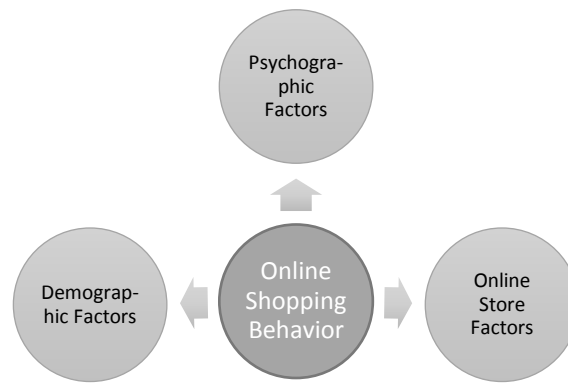 Psychogra-
phic
Factors
Demograp-
hic Factors
Online
Shopping
Behavior
Online
Store
Factors